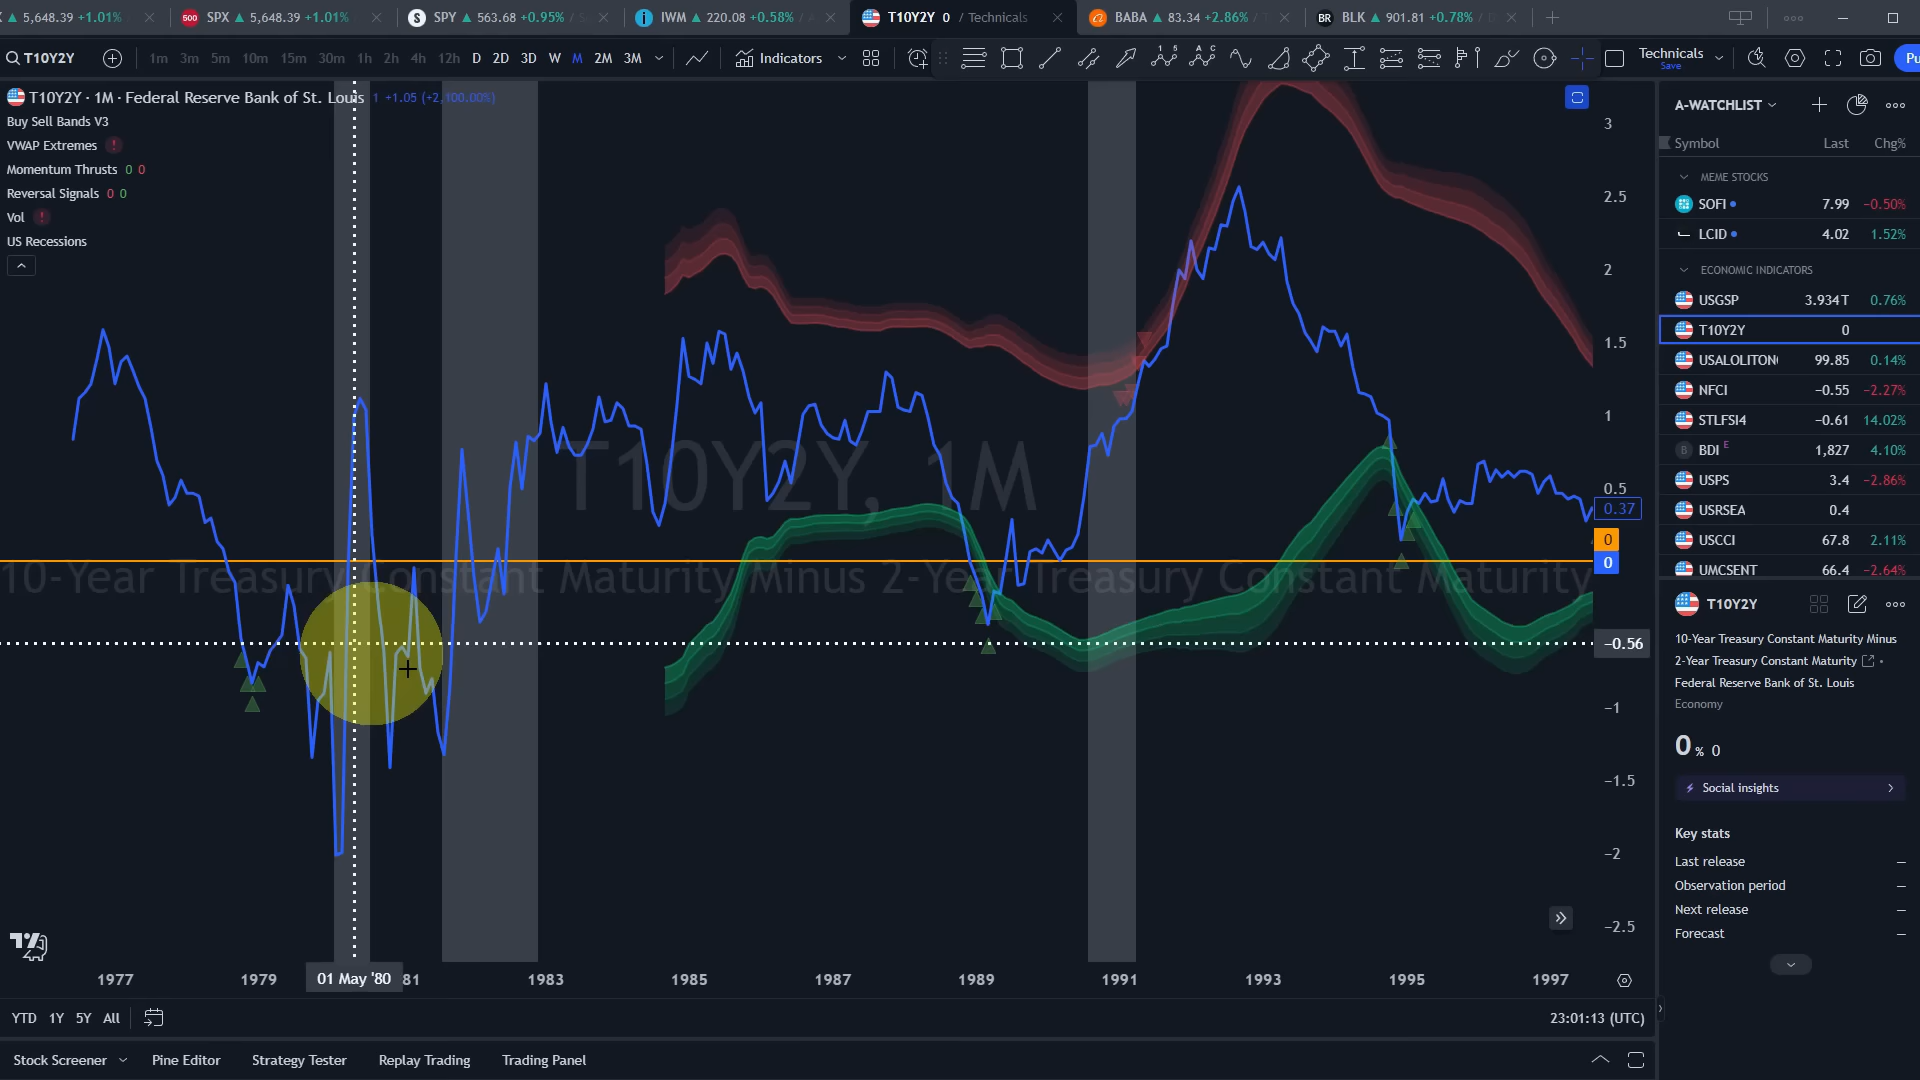 5,648.39 +1.01%
500 SPX 5,648.39 +1.01%
S SPY 563.68 +0.95%
i IWM 220.08 +0.58%
T10Y2Y 0 / Technicals
BABA 83.34 +2.86%
BR BLK 901.81 +0.78%
T10Y2Y 1m 3m 5m 10m 15m 30m 1h 2h 4h 12h D 2D 3D W M 2M 3M Indicators Technicals
Save
T10Y2Y · 1M · Federal Reserve Bank of St. Louis 1 +1.05 (+2,100.00%)
Buy Sell Bands V3
VWAP Extremes !
Momentum Thrusts 0 0
Reversal Signals 0 0
Vol !
US Recessions
T10Y2Y, 1M
10-Year Treasury Constant Maturity Minus 2-Year Treasury Constant Maturity
3
2.5
2
1.5
1
0.5
0.37
0
0
−0.56
−1
−1.5
−2
−2.5
1977 1979 01 May '80 81 1983 1985 1987 1989 1991 1993 1995 1997
YTD 1Y 5Y All 23:01:13 (UTC)
Stock Screener Pine Editor Strategy Tester Replay Trading Trading Panel
A-WATCHLIST
Symbol Last Chg%
MEME STOCKS
SOFI 7.99 −0.50%
LCID 4.02 1.52%
ECONOMIC INDICATORS
USGSP 3.934T 0.76%
T10Y2Y 0
USALOLITON 99.85 0.14%
NFCI −0.55 −2.27%
STLFSI4 −0.61 14.02%
B BDI E 1,827 4.10%
USPS 3.4 −2.86%
USRSEA 0.4
USCCI 67.8 2.11%
UMCSENT 66.4 −2.64%
T10Y2Y
10-Year Treasury Constant Maturity Minus
2-Year Treasury Constant Maturity
Federal Reserve Bank of St. Louis
Economy
0 % 0
Social insights
Key stats
Last release —
Observation period —
Next release —
Forecast —